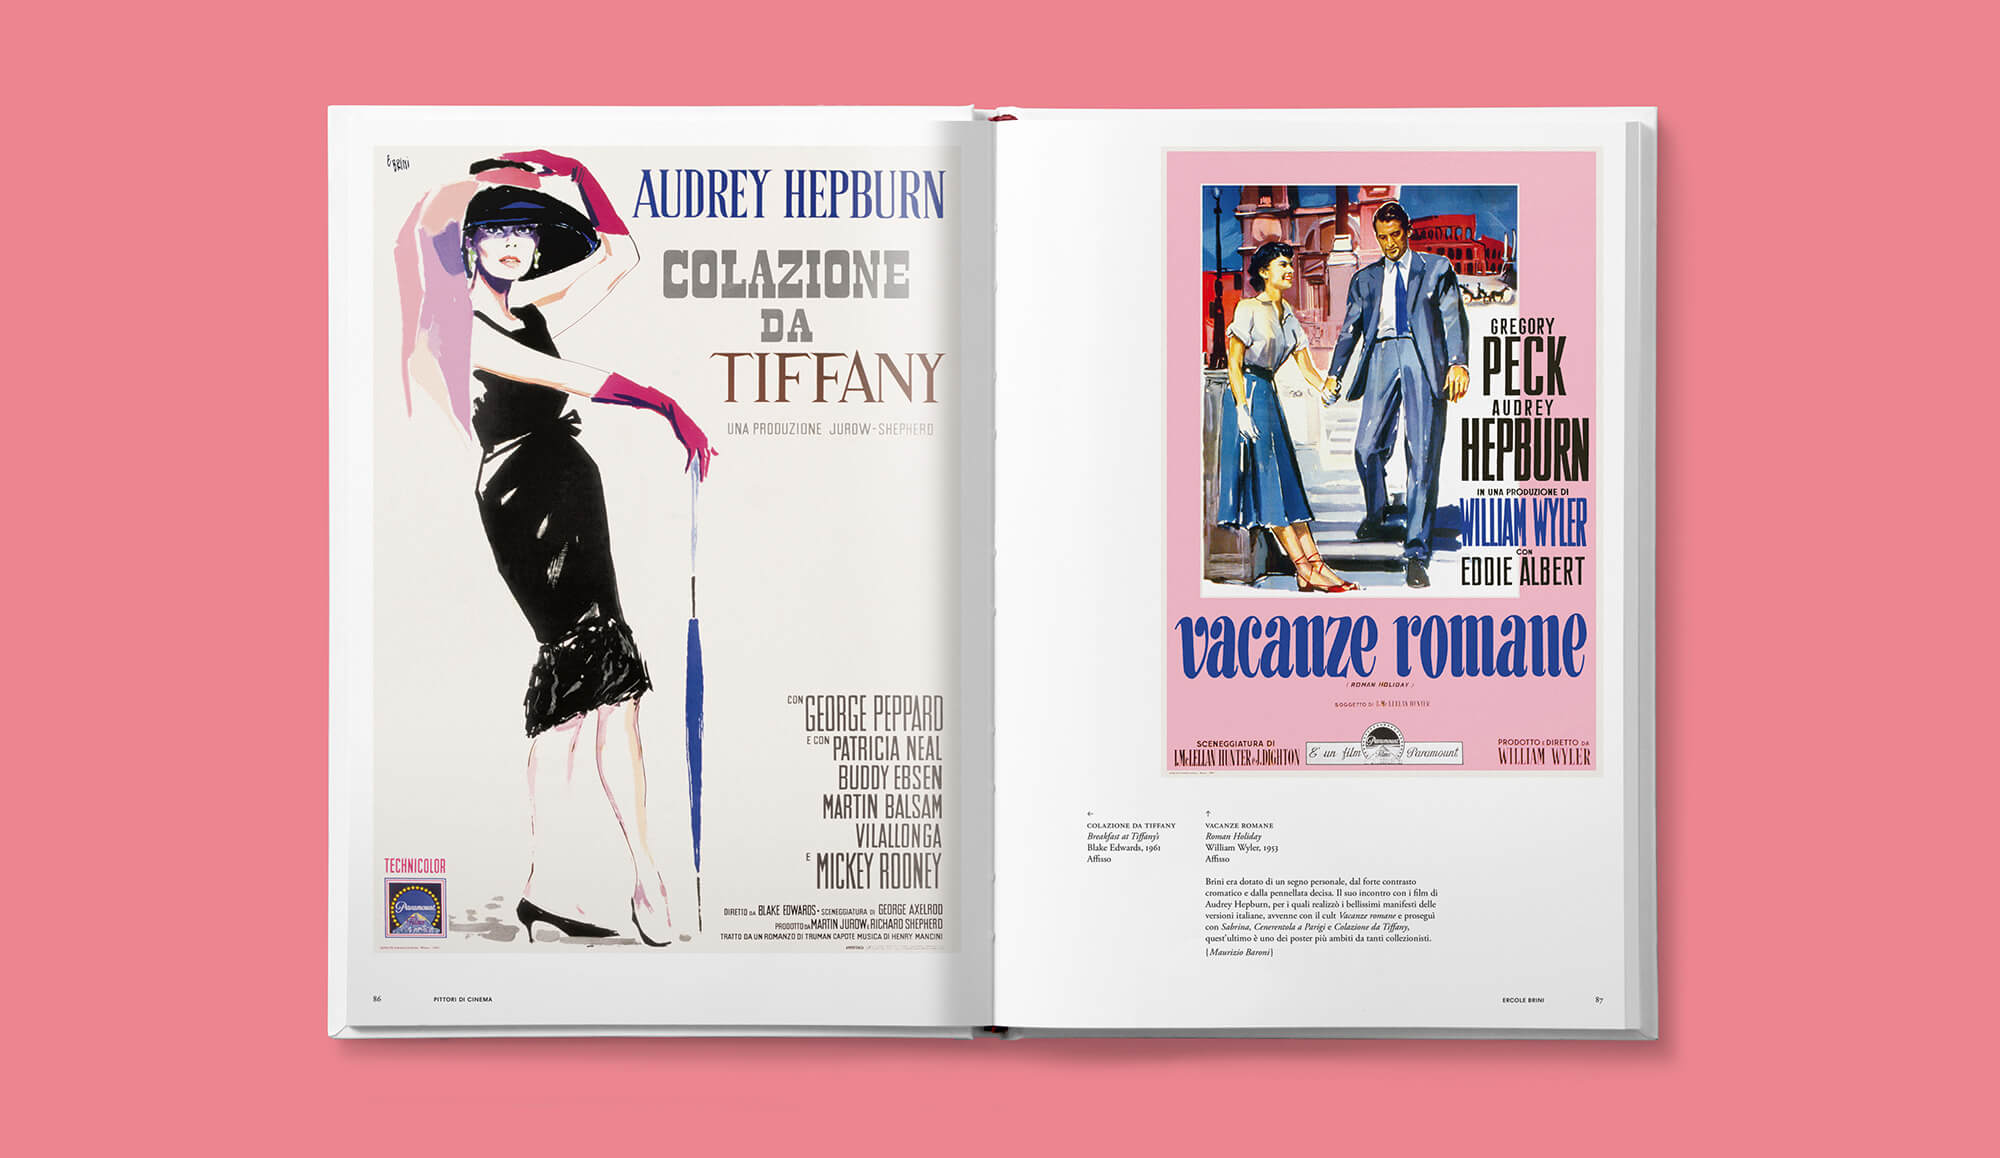 E BRINI
AUDREY HEPBURN
COLAZIONE
DA
TIFFANY
UNA PRODUZIONE JUROW-SHEPHERD
CON GEORGE PEPPARD
E CON PATRICIA NEAL
BUDDY EBSEN
MARTIN BALSAM
VILALLONGA
E MICKEY ROONEY
TECHNICOLOR
Paramount
DIRETTO DA BLAKE EDWARDS · SCENEGGIATURA DI GEORGE AXELROD
PRODOTTO DA MARTIN JUROW E RICHARD SHEPHERD
TRATTO DA UN ROMANZO DI TRUMAN CAPOTE MUSICA DI HENRY MANCINI
86
PITTORI DI CINEMA
GREGORY
PECK
AUDREY
HEPBURN
IN UNA PRODUZIONE DI
WILLIAM WYLER
CON
EDDIE ALBERT
vacanze romane
( ROMAN HOLIDAY )
SOGGETTO DI I. Mc LELLAN HUNTER
SCENEGGIATURA DI
I. McLELLAN HUNTER e J. DIGHTON
E un film Paramount Paramount
PRODOTTO E DIRETTO DA
WILLIAM WYLER
←
COLAZIONE DA TIFFANY
Breakfast at Tiffany's
Blake Edwards, 1961
Affisso
↑
VACANZE ROMANE
Roman Holiday
William Wyler, 1953
Affisso
Brini era dotato di un segno personale, dal forte contrasto
cromatico e dalla pennellata decisa. Il suo incontro con i film di
Audrey Hepburn, per i quali realizzò i bellissimi manifesti delle
versioni italiane, avvenne con il cult Vacanze romane e proseguì
con Sabrina, Cenerentola a Parigi e Colazione da Tiffany,
quest'ultimo è uno dei poster più ambiti da tanti collezionisti.
[Maurizio Baroni]
ERCOLE BRINI
87